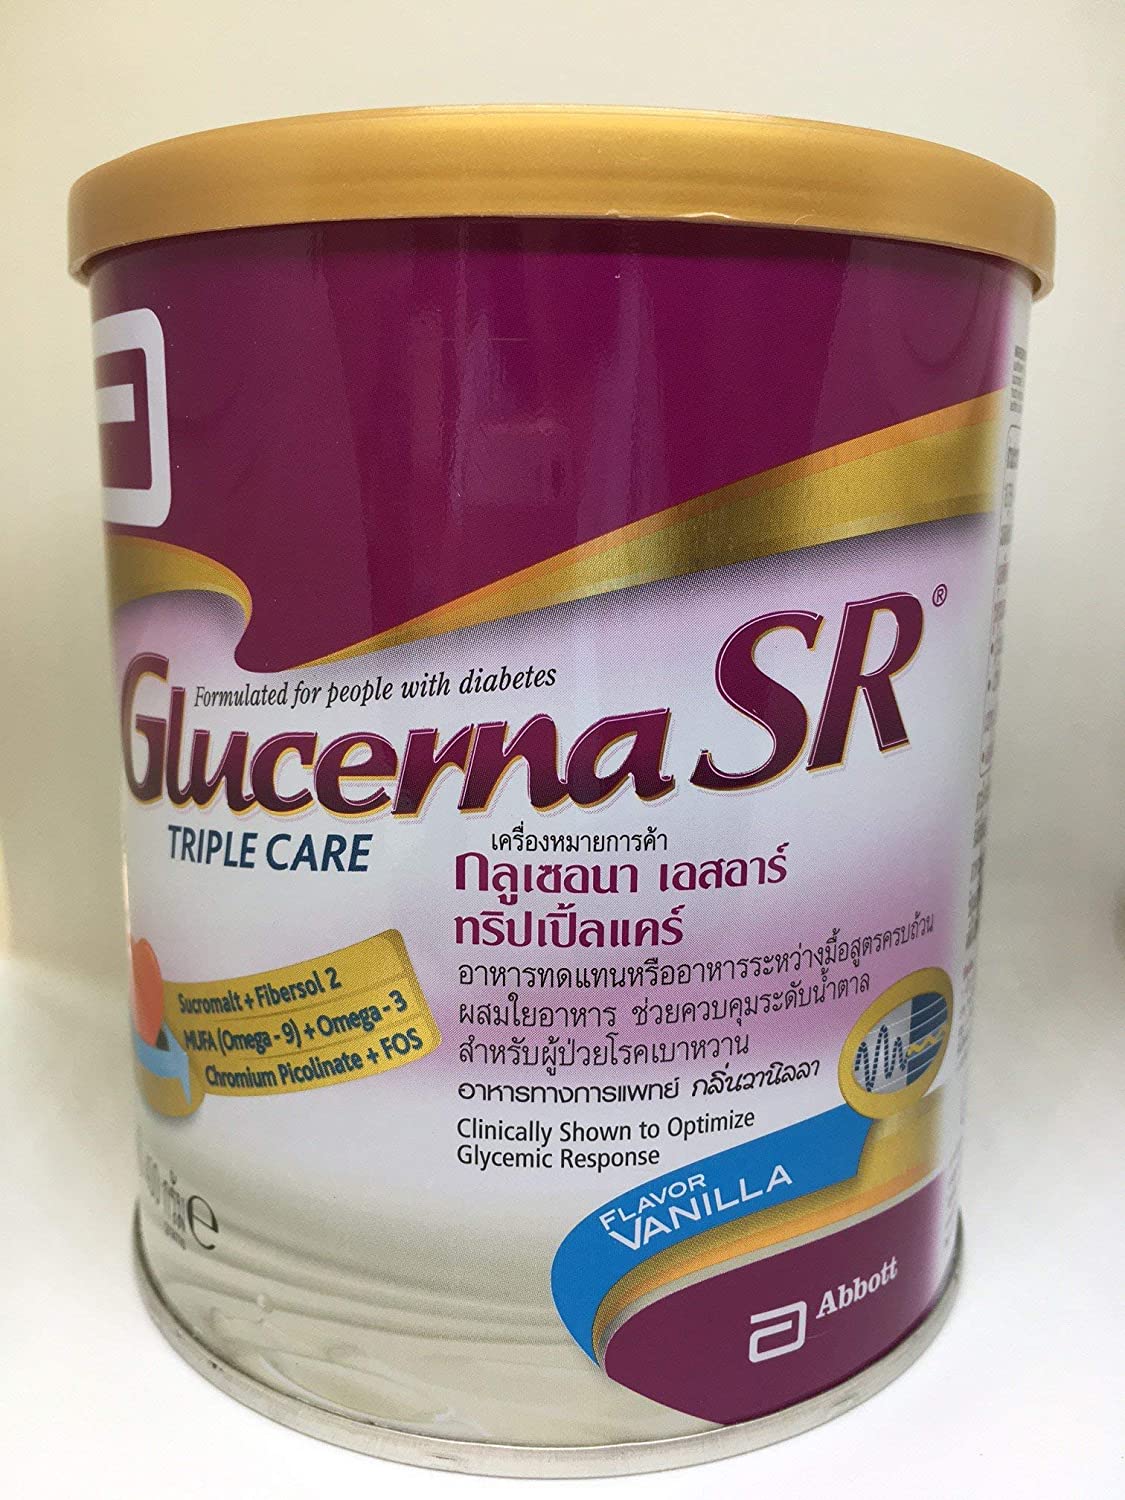 Formulated for people with diabetes
Glucerna SR®
TRIPLE CARE
เครื่องหมายการค้า
กลูเซอนา เอสอาร์
ทริปเปิ้ลแคร์
Sucromalt + Fibersol 2
MUFA (Omega - 9) + Omega - 3
Chromium Picolinate + FOS
อาหารทดแทนหรืออาหารระหว่างมื้อสูตรครบถ้วน
ผสมใยอาหาร ช่วยควบคุมระดับน้ำตาล
สำหรับผู้ป่วยโรคเบาหวาน
อาหารทางการแพทย์ กลิ่นวานิลลา
Clinically Shown to Optimize
Glycemic Response
กรัม e
FLAVOR
VANILLA
Abbott